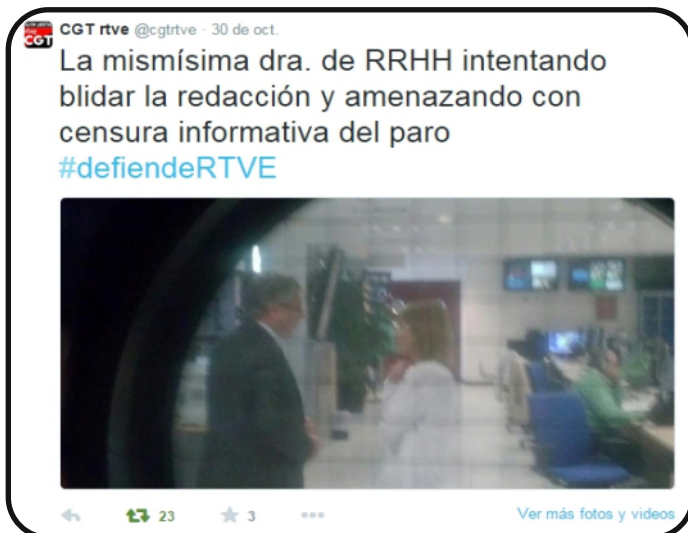 CGT rtve @cgtrtve · 30 de oct.
La mismísima dra. de RRHH intentando
blidar la redacción y amenazando con
censura informativa del paro
#defiendeRTVE
CGT
23
3
Ver más fotos y videos